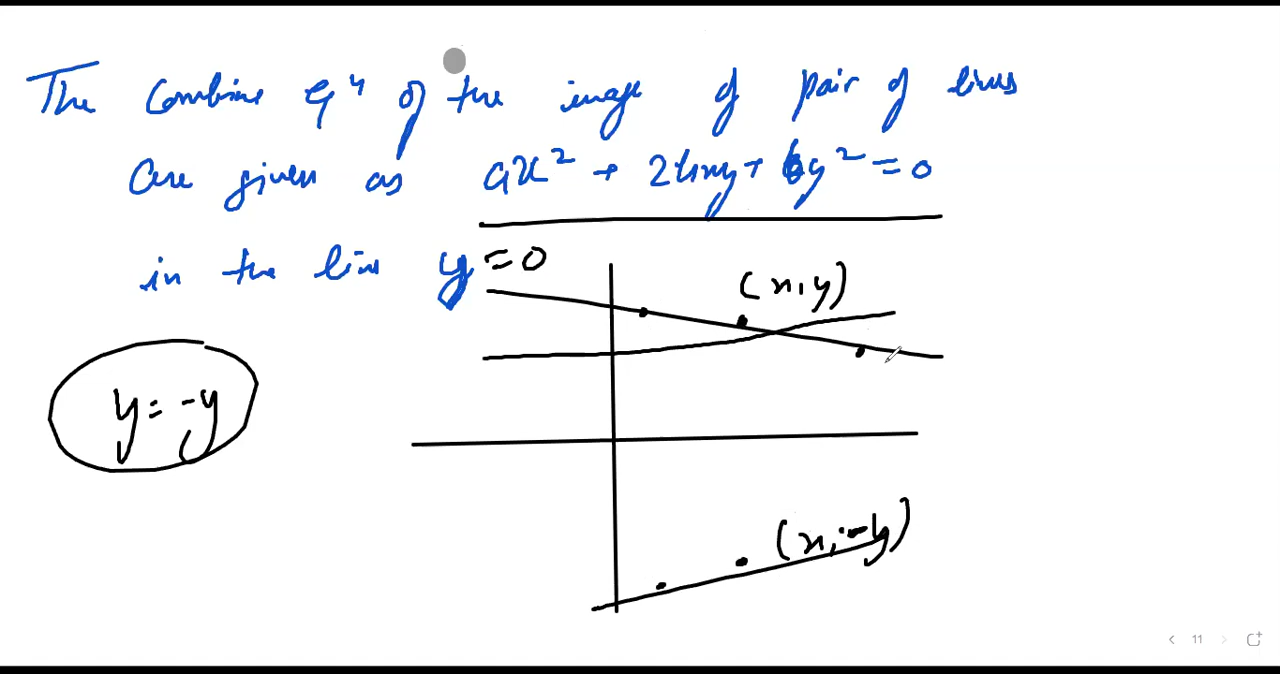 The Combine Eqn of the image of pair of lines
are given as ax² + 2hxy + by² = 0
in the line y = 0
(x, y)
y = -y
(x, -y)
11